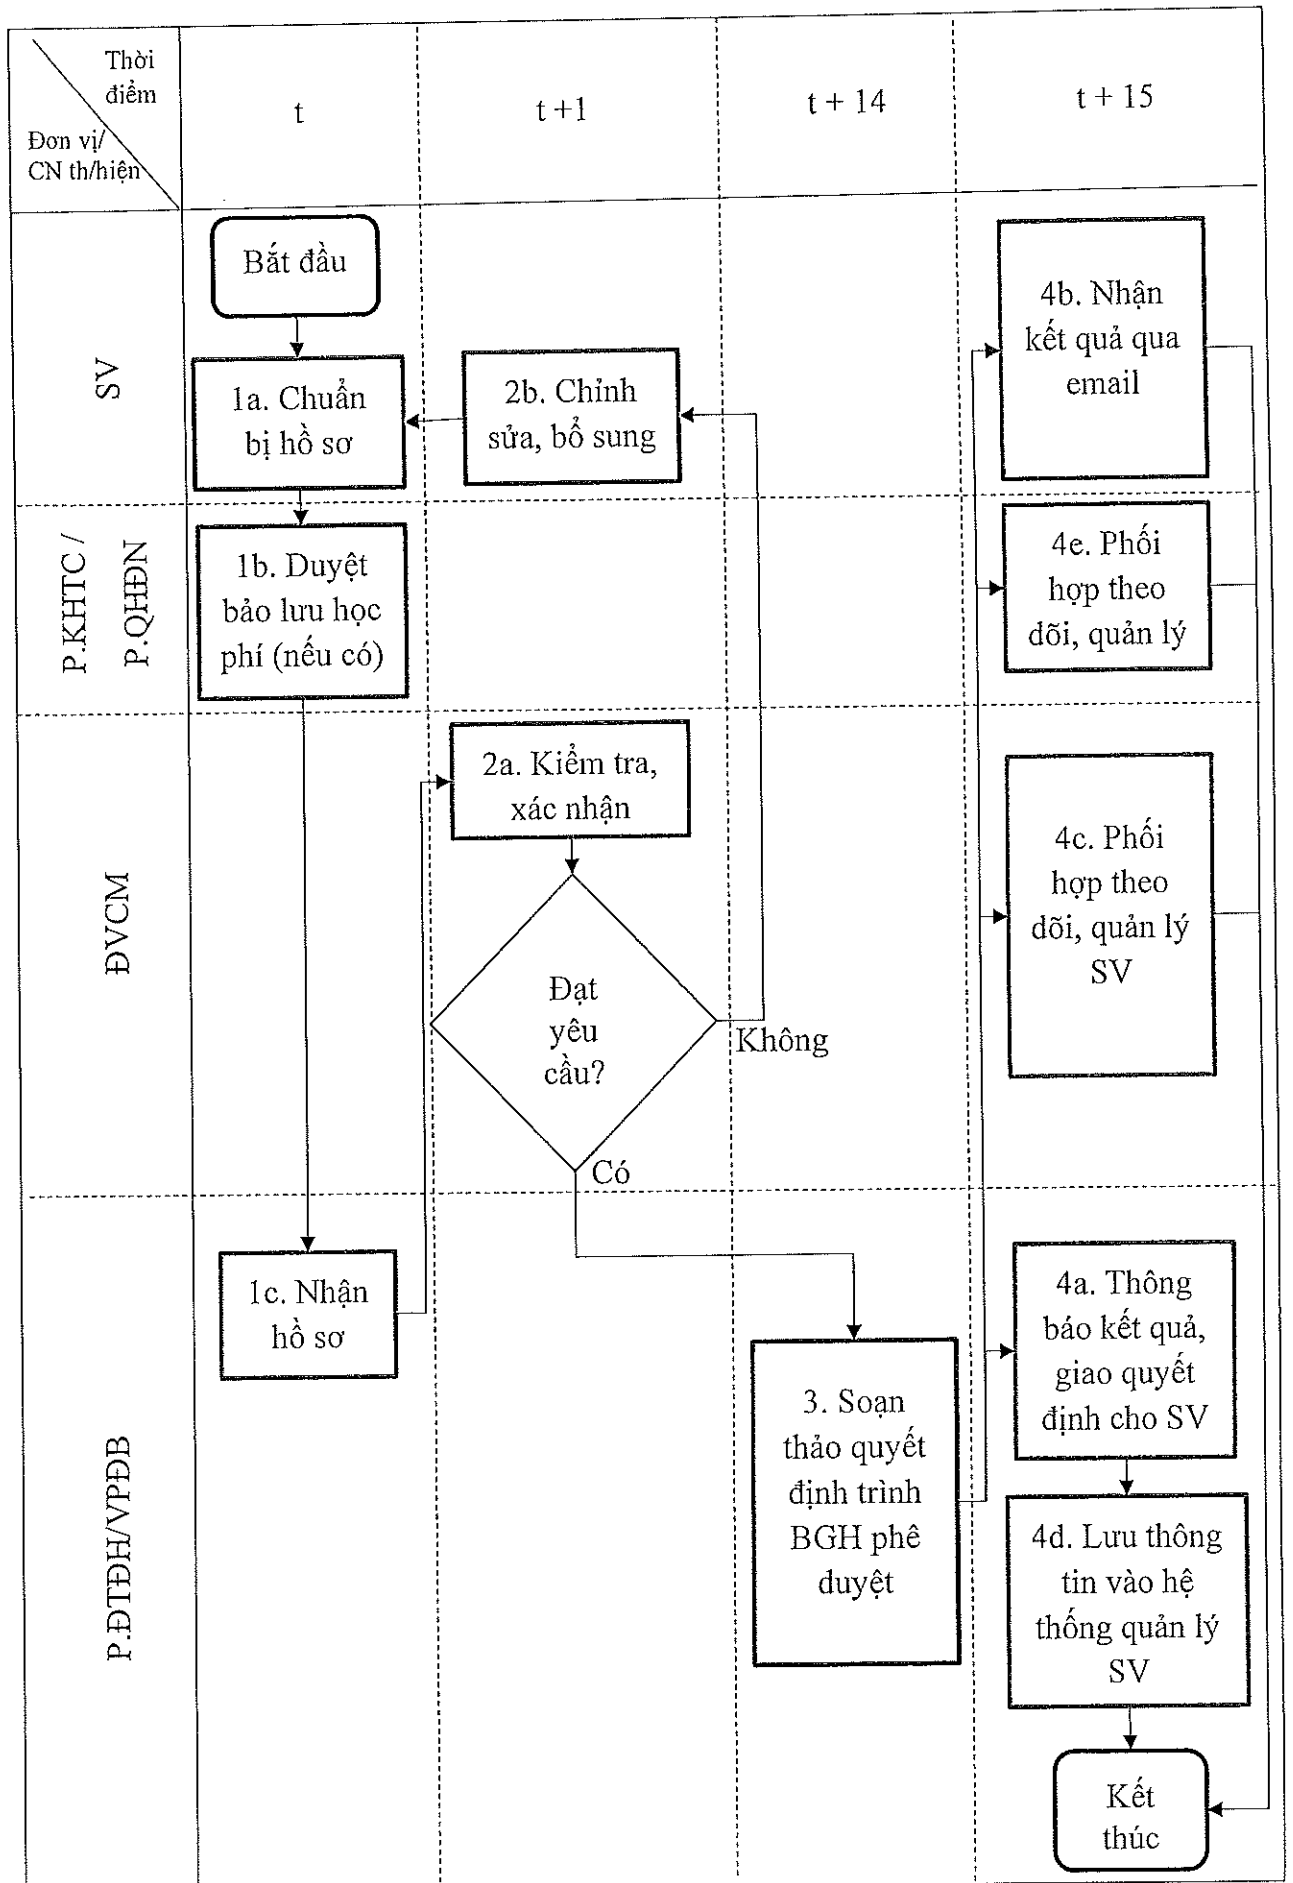 Thời
điểm
Đơn vị/
CN th/hiện
t
t +1
t + 14
t + 15
SV
Bắt đầu
1a. Chuẩn
bị hồ sơ
2b. Chỉnh
sửa, bổ sung
4b. Nhận
kết quả qua
email
P.KHTC /
P.QHĐN
1b. Duyệt
bảo lưu học
phí (nếu có)
4e. Phối
hợp theo
dõi, quản lý
ĐVCM
2a. Kiểm tra,
xác nhận
Đạt
yêu
cầu?
Không
Có
4c. Phối
hợp theo
dõi, quản lý
SV
P.ĐTĐH/VPĐB
1c. Nhận
hồ sơ
3. Soạn
thảo quyết
định trình
BGH phê
duyệt
4a. Thông
báo kết quả,
giao quyết
định cho SV
4d. Lưu thông
tin vào hệ
thống quản lý
SV
Kết
thúc